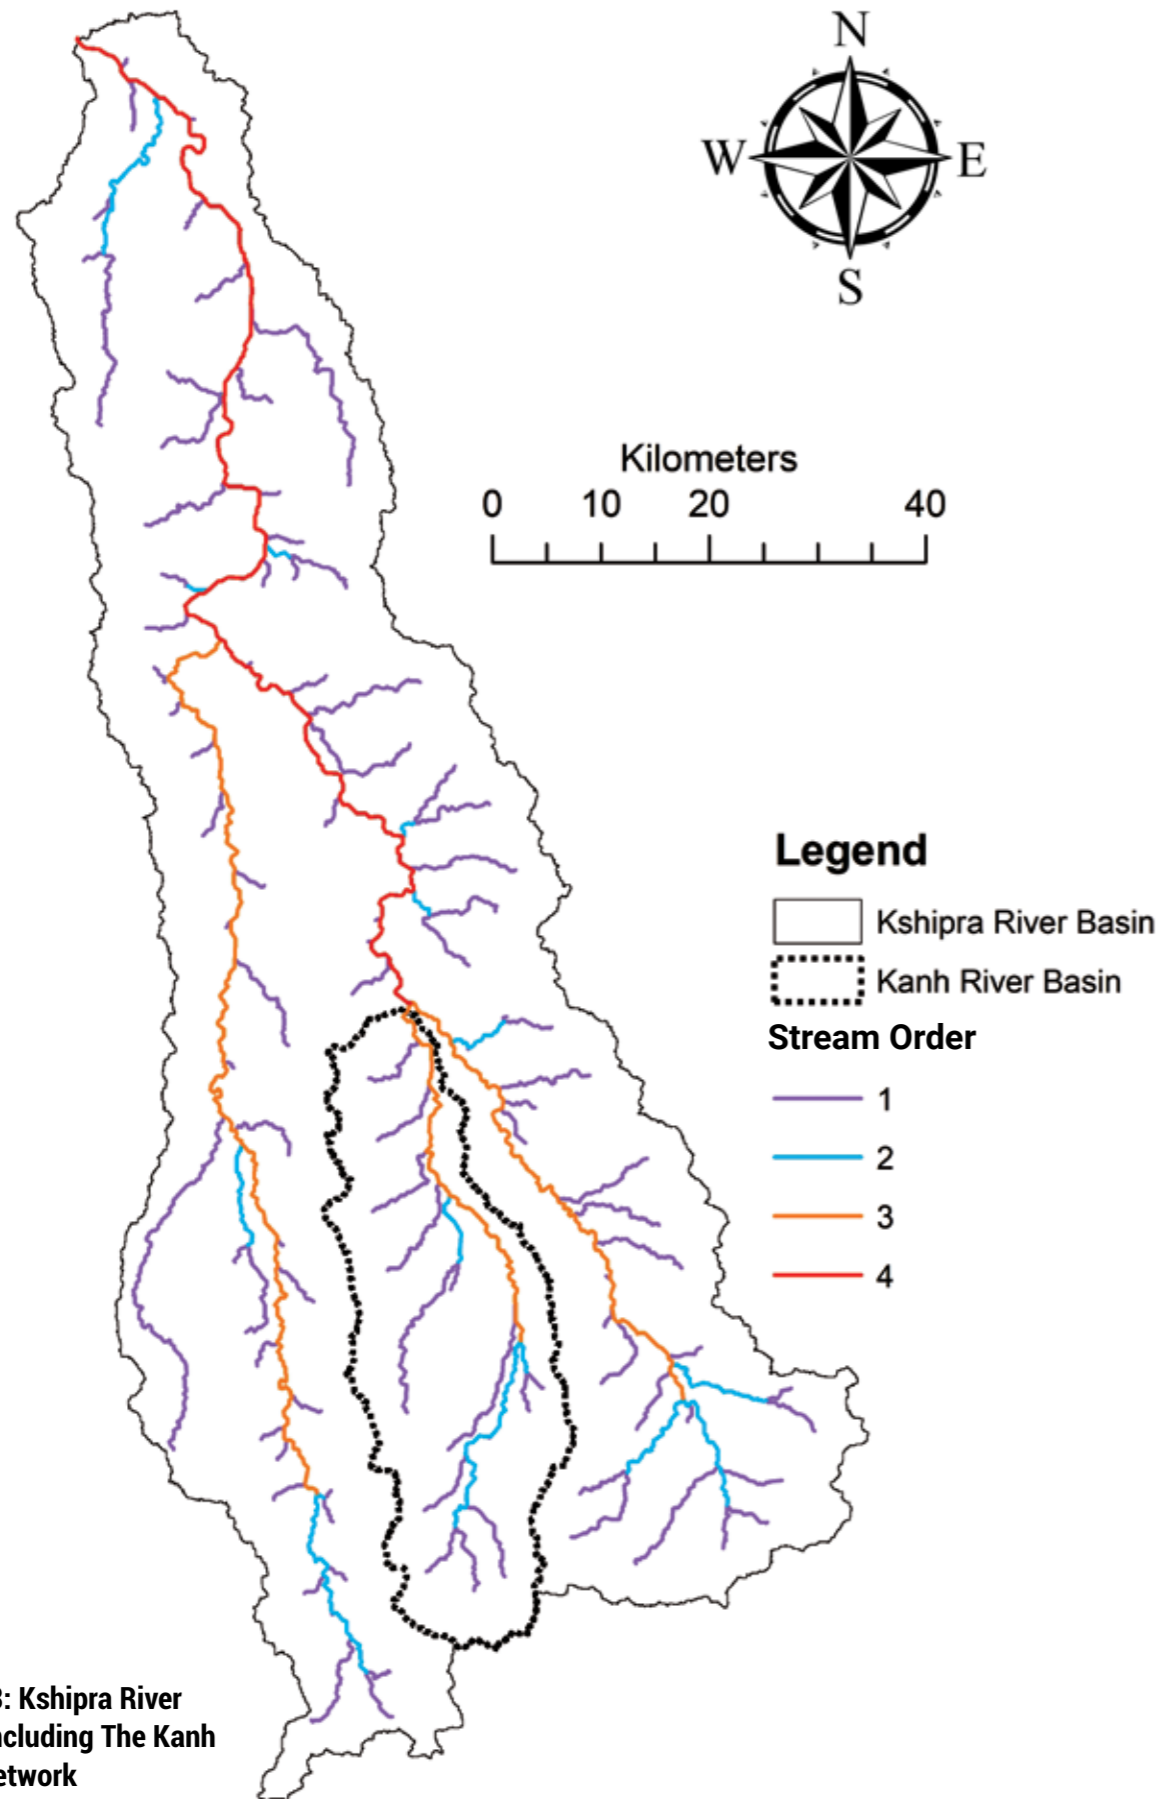 N
W E
S
Kilometers
0 10 20 40
Legend
Kshipra River Basin
Kanh River Basin
Stream Order
1
2
3
4
: Kshipra River
cluding The Kanh
etwork